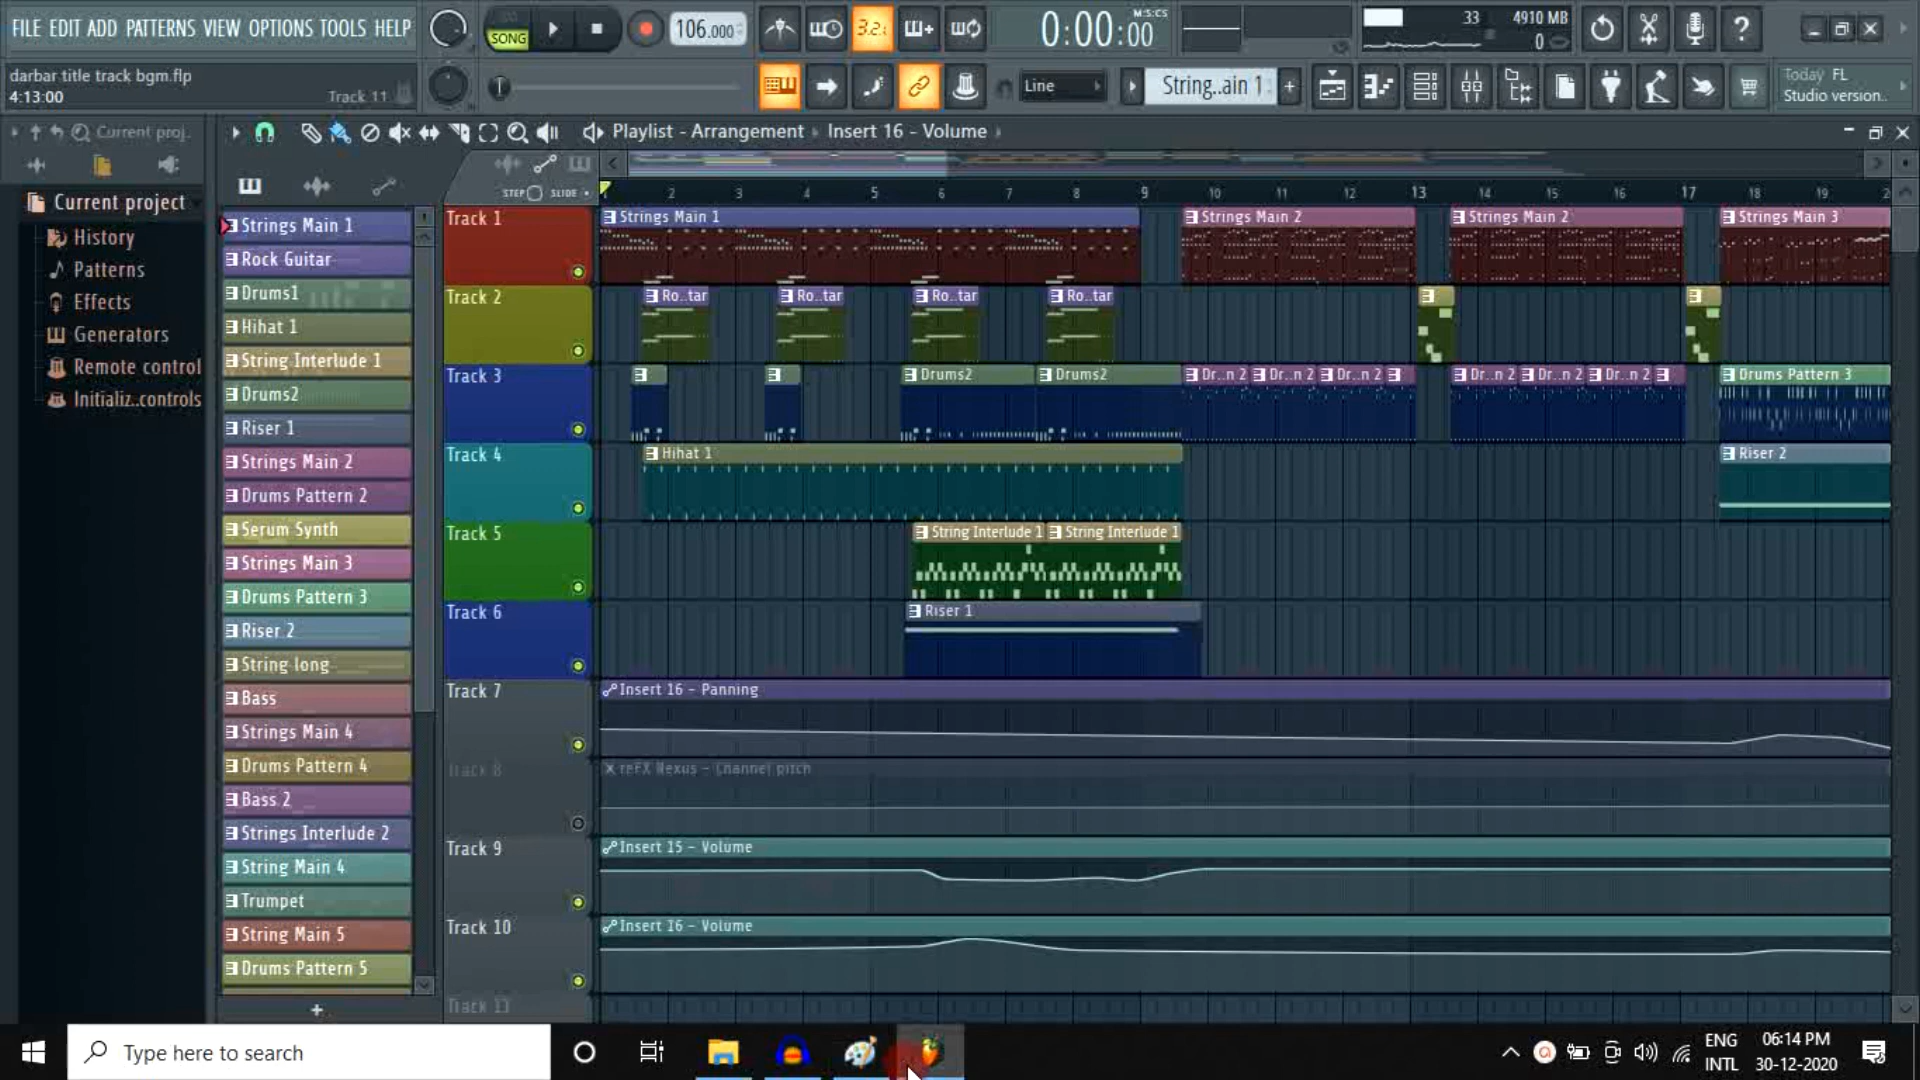 FILE EDIT ADD PATTERNS VIEW OPTIONS TOOLS HELP
SONG
106.000
3.2.
0:00:00
M:S:CS
33
4910 MB
0
darbar title track bgm.flp
4:13:00
Track 11
Line
String..ain 1
Today FL
Studio version..
Current proj..
Playlist - Arrangement
Insert 16 - Volume
STEP
SLIDE
Current project
History
Patterns
Effects
Generators
Remote control
Initializ..controls
Strings Main 1
Rock Guitar
Drums1
Hihat 1
String Interlude 1
Drums2
Riser 1
Strings Main 2
Drums Pattern 2
Serum Synth
Strings Main 3
Drums Pattern 3
Riser 2
String long
Bass
Strings Main 4
Drums Pattern 4
Bass 2
Strings Interlude 2
String Main 4
Trumpet
String Main 5
Drums Pattern 5
+
2 3 4 5 6 7 8 9 10 11 12 13 14 15 16 17 18 19
Track 1
Strings Main 1
Strings Main 2
Strings Main 2
Strings Main 3
Track 2
Ro..tar
Ro..tar
Ro..tar
Ro..tar
Track 3
Drums2
Drums2
Dr..n 2
Dr..n 2
Dr..n 2
Dr..n 2
Dr..n 2
Dr..n 2
Drums Pattern 3
Track 4
Hihat 1
Riser 2
Track 5
String Interlude 1
String Interlude 1
Track 6
Riser 1
Track 7
Insert 16 - Panning
Track 8
reFX Nexus - Channel pitch
Track 9
Insert 15 - Volume
Track 10
Insert 16 - Volume
Type here to search
ENG
INTL
06:14 PM
30-12-2020